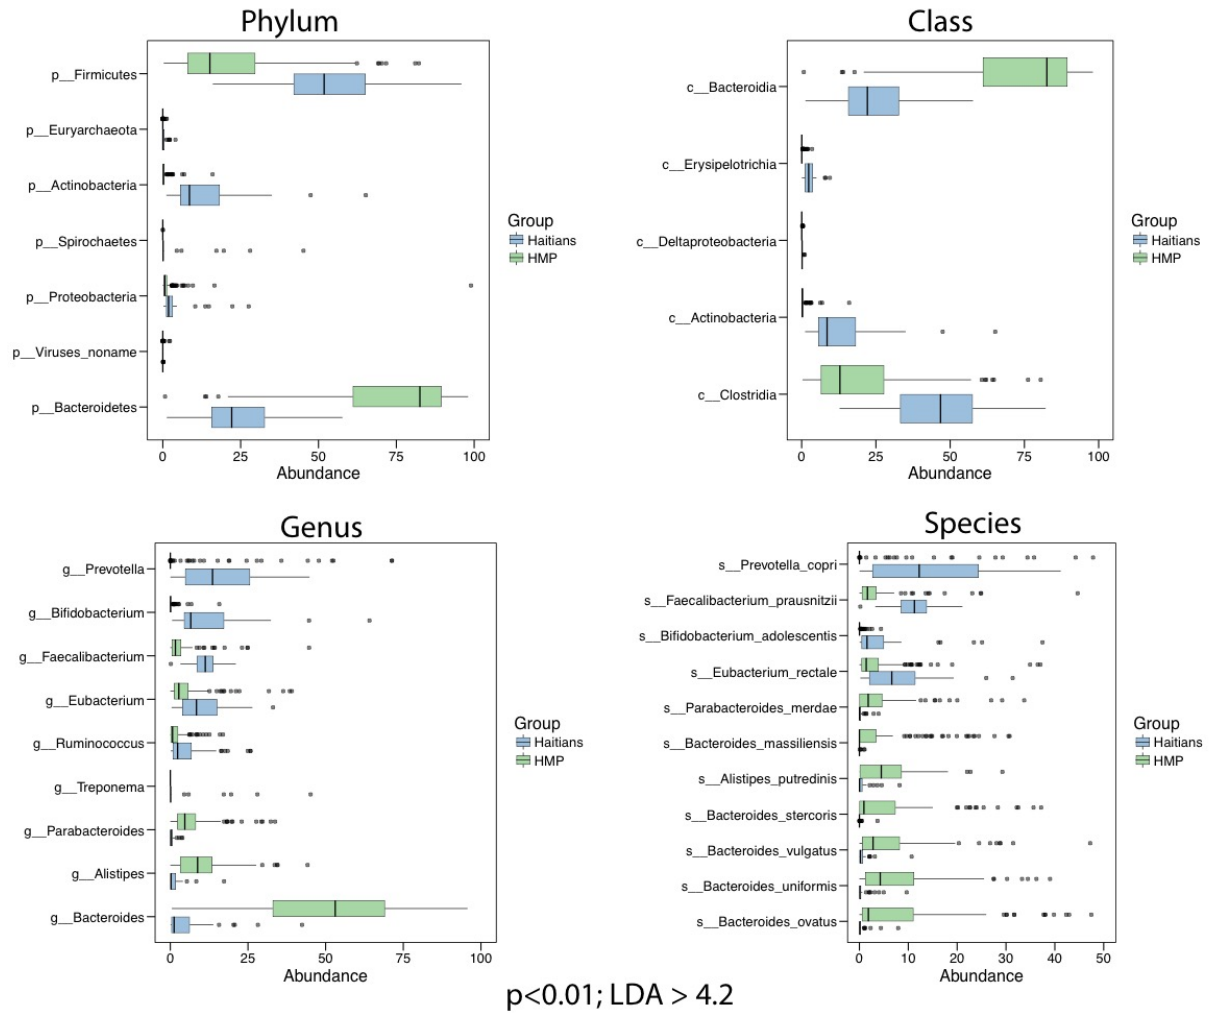 Phylum
p__Firmicutes
p__Euryarchaeota
p__Actinobacteria
p__Spirochaetes
p__Proteobacteria
p__Viruses_noname
p__Bacteroidetes
0 25 50 75 100
Abundance
Group
Haitians
HMP
Class
c__Bacteroidia
c__Erysipelotrichia
c__Deltaproteobacteria
c__Actinobacteria
c__Clostridia
0 25 50 75 100
Abundance
Group
Haitians
HMP
Genus
g__Prevotella
g__Bifidobacterium
g__Faecalibacterium
g__Eubacterium
g__Ruminococcus
g__Treponema
g__Parabacteroides
g__Alistipes
g__Bacteroides
0 25 50 75 100
Abundance
Group
Haitians
HMP
Species
s__Prevotella_copri
s__Faecalibacterium_prausnitzii
s__Bifidobacterium_adolescentis
s__Eubacterium_rectale
s__Parabacteroides_merdae
s__Bacteroides_massiliensis
s__Alistipes_putredinis
s__Bacteroides_stercoris
s__Bacteroides_vulgatus
s__Bacteroides_uniformis
s__Bacteroides_ovatus
0 10 20 30 40 50
Abundance
Group
Haitians
HMP
p<0.01; LDA > 4.2